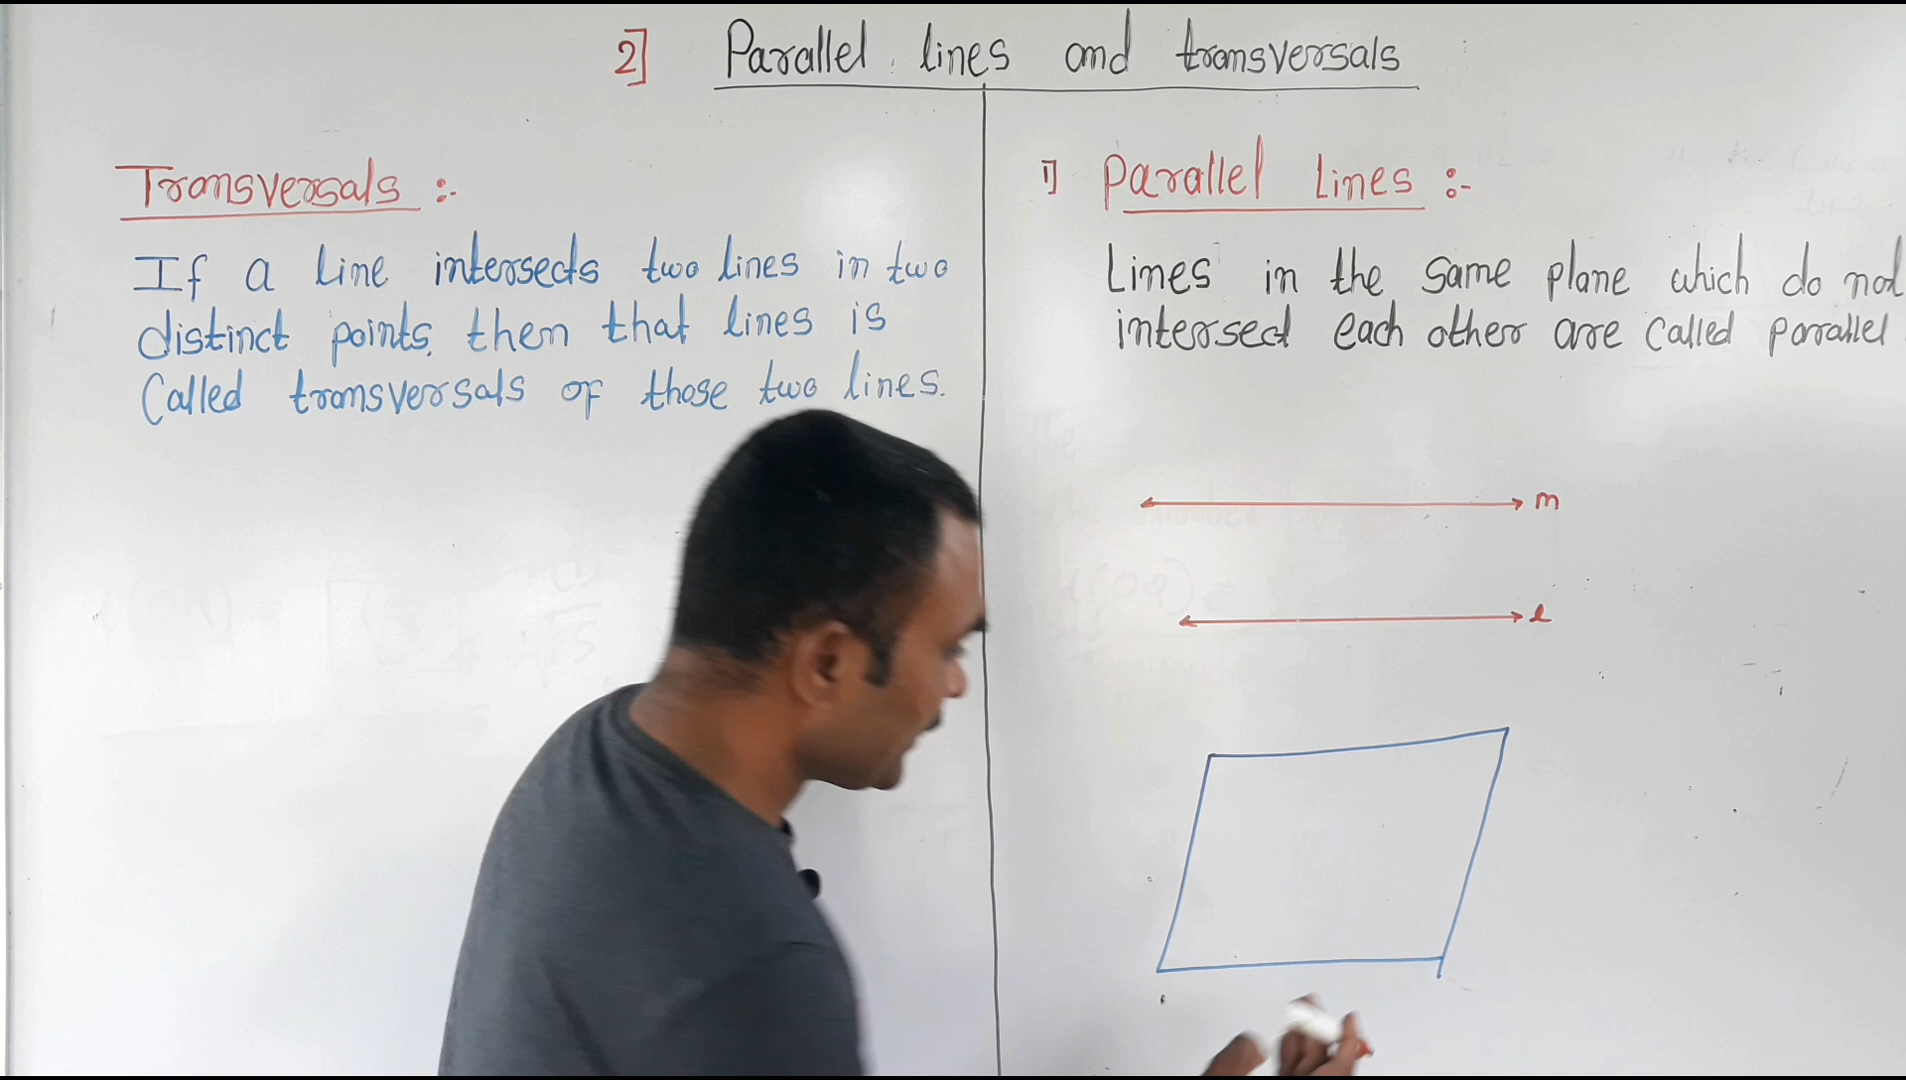 2] Parallel lines and transversals
Transversals :-
If a line intersects two lines in two
distinct points, then that lines is
Called transversals of those two lines.
1] Parallel Lines :-
Lines in the same plane which do not
intersect each other are called parallel
m
l